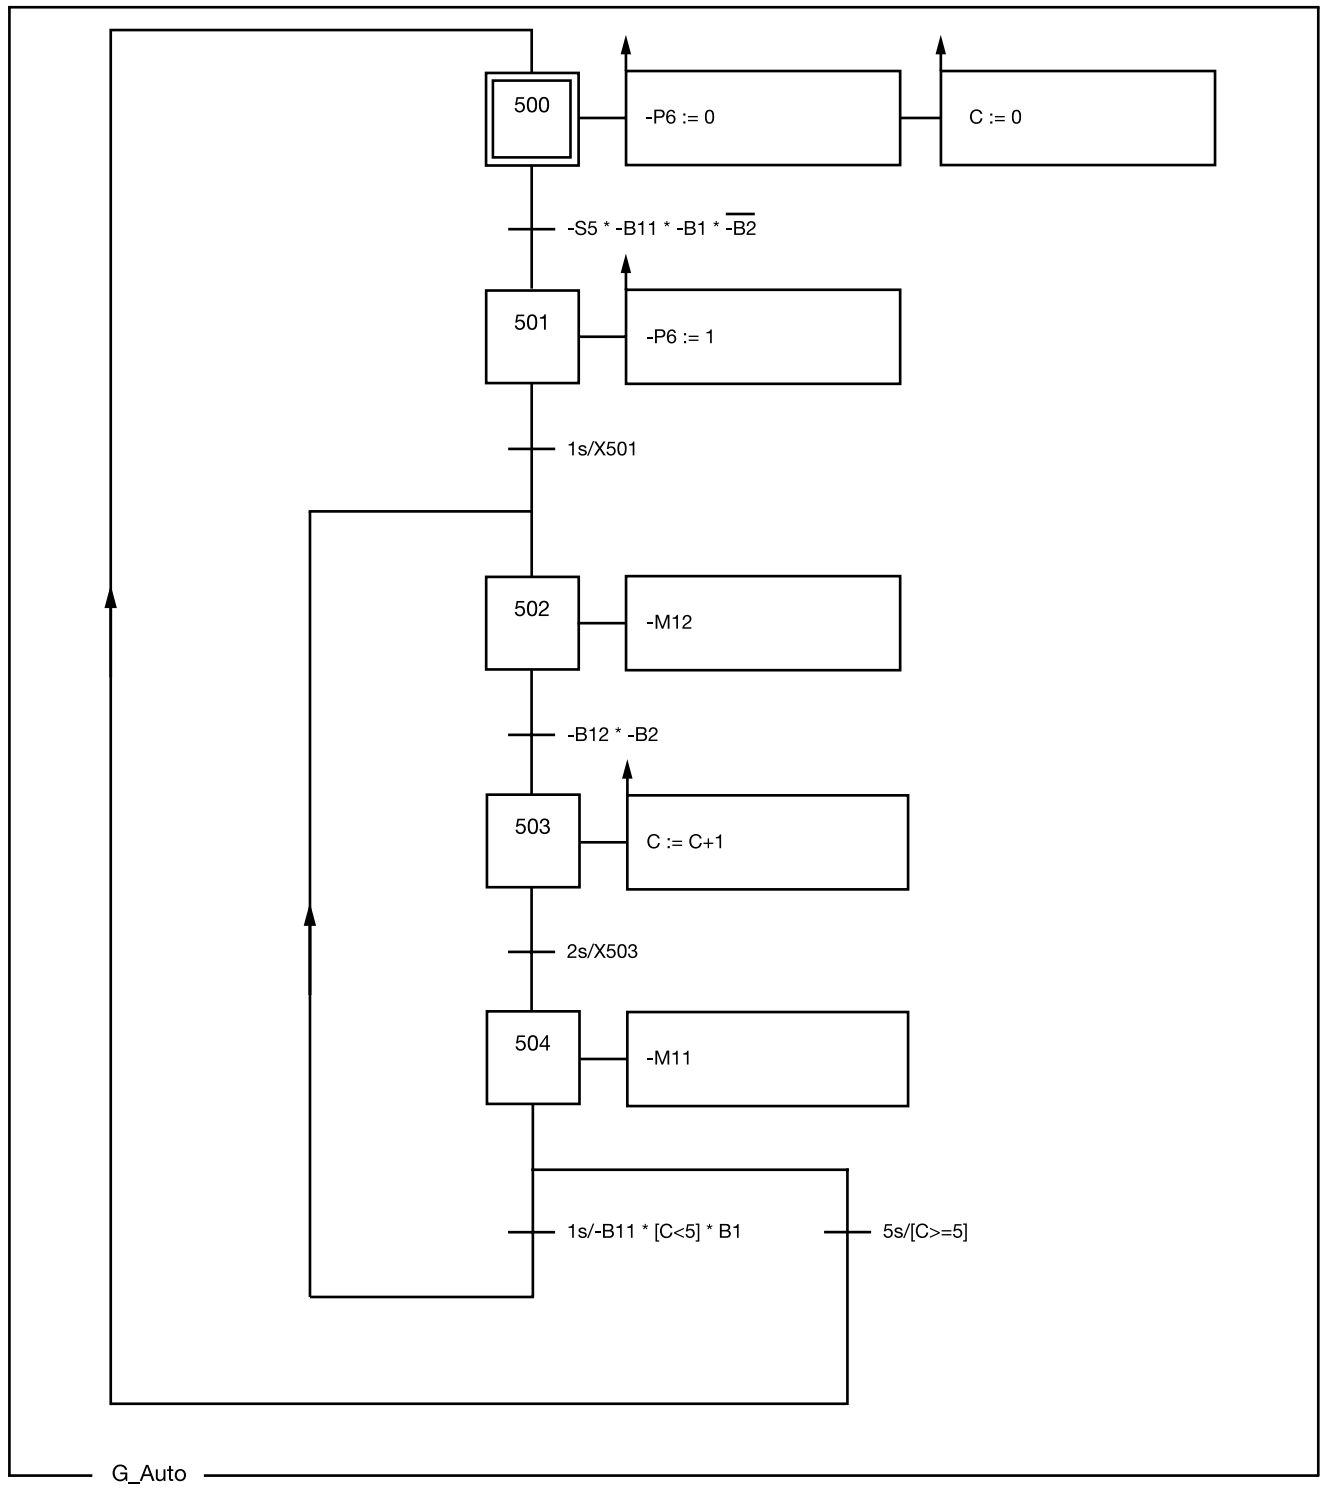 500
-P6 := 0
C := 0
-S5 * -B11 * -B1 * -B̅2̅
501
-P6 := 1
1s/X501
502
-M12
-B12 * -B2
503
C := C+1
2s/X503
504
-M11
1s/-B11 * [C<5] * B1
5s/[C>=5]
G_Auto